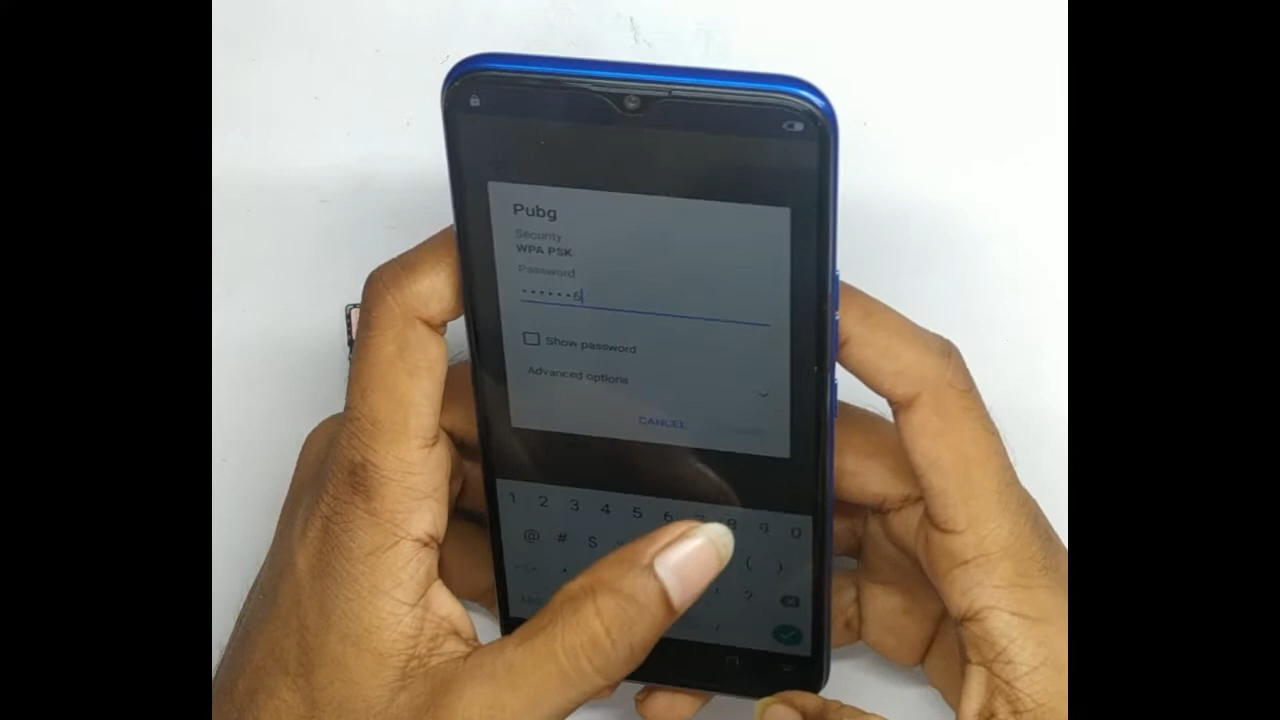 Pubg
Security
WPA PSK
Password
••••••6
Show password
Advanced options
CANCEL
1 2 3 4 5 6 7 8 9 0
@ # $
( )
?